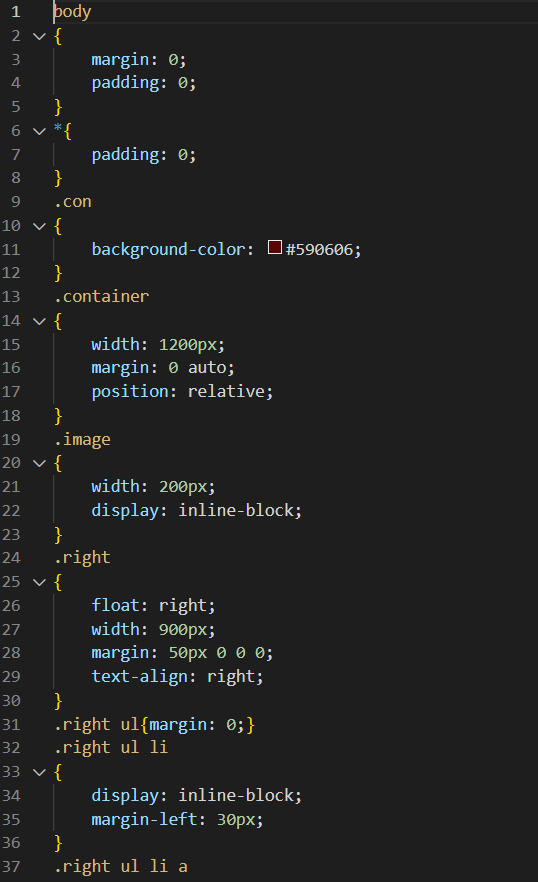 1 body
2 {
3 margin: 0;
4 padding: 0;
5 }
6 *{
7 padding: 0;
8 }
9 .con
10 {
11 background-color: #590606;
12 }
13 .container
14 {
15 width: 1200px;
16 margin: 0 auto;
17 position: relative;
18 }
19 .image
20 {
21 width: 200px;
22 display: inline-block;
23 }
24 .right
25 {
26 float: right;
27 width: 900px;
28 margin: 50px 0 0 0;
29 text-align: right;
30 }
31 .right ul{margin: 0;}
32 .right ul li
33 {
34 display: inline-block;
35 margin-left: 30px;
36 }
37 .right ul li a